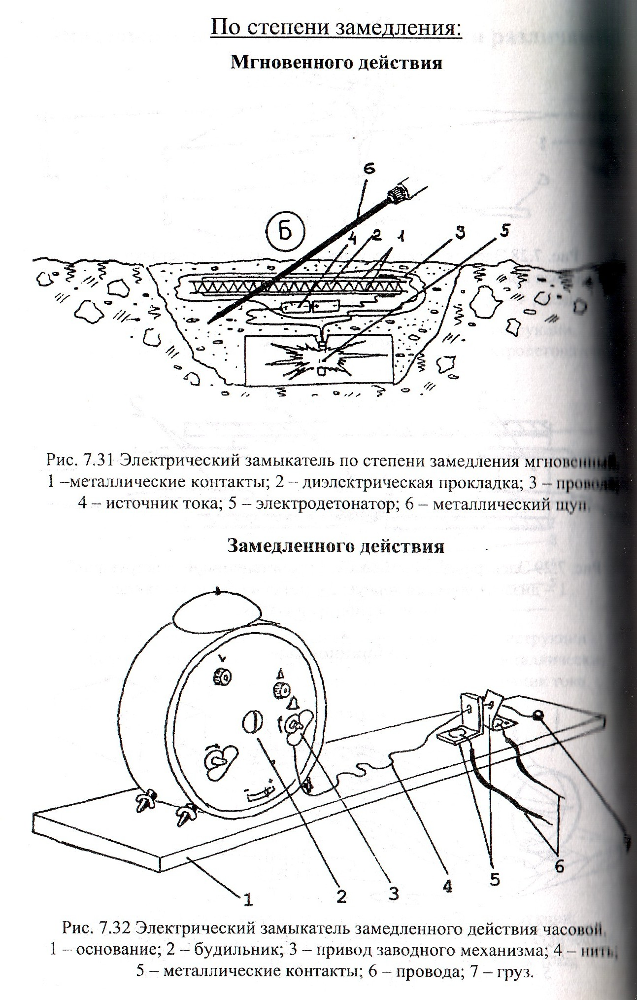 По степени замедления:
Мгновенного действия
6
Б
4 2 1 3 5
Рис. 7.31 Электрический замыкатель по степени замедления
1 –металлические контакты; 2 – диэлектрическая прокладка; 3 –
4 – источник тока; 5 – электродетонатор; 6 – металлический щуп.
Замедленного действия
1 2 3 4 5 6
Рис. 7.32 Электрический замыкатель замедленного действия часовой.
1 – основание; 2 – будильник; 3 – привод заводного механизма; 4 – нить;
5 – металлические контакты; 6 – провода; 7 – груз.